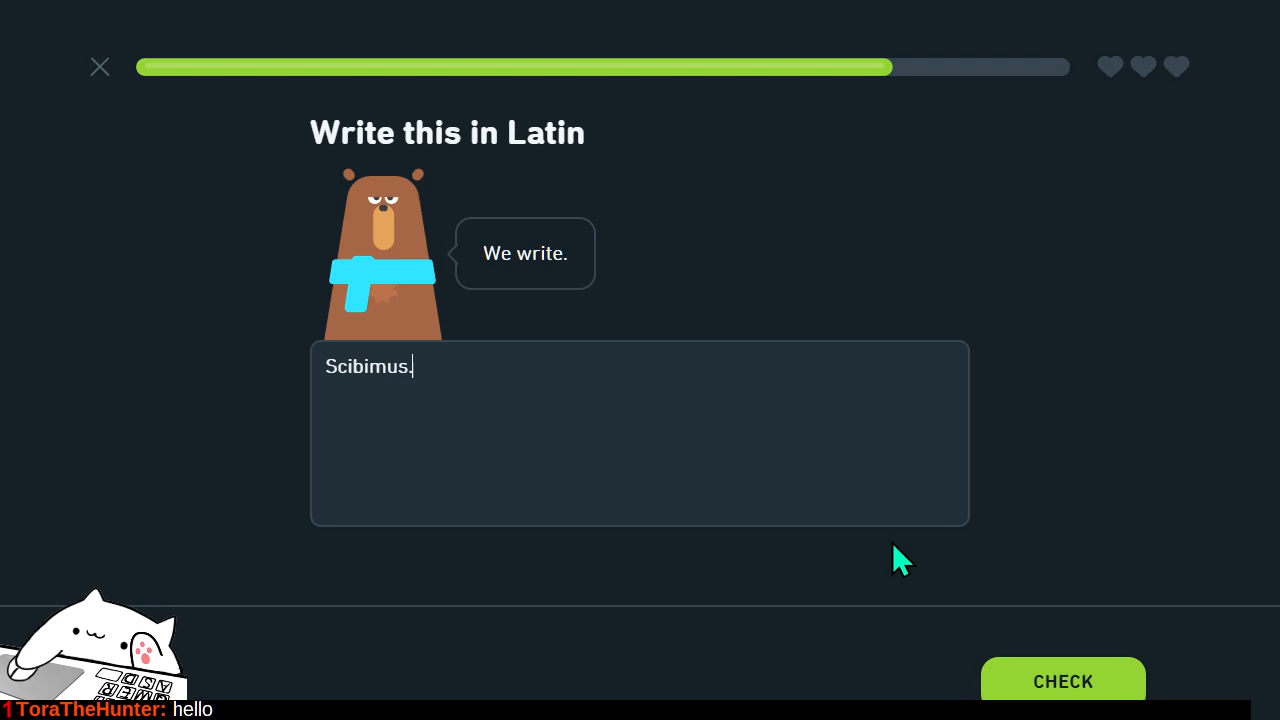 Write this in Latin
We write.
Scibimus.
CHECK
1 ToraTheHunter: hello